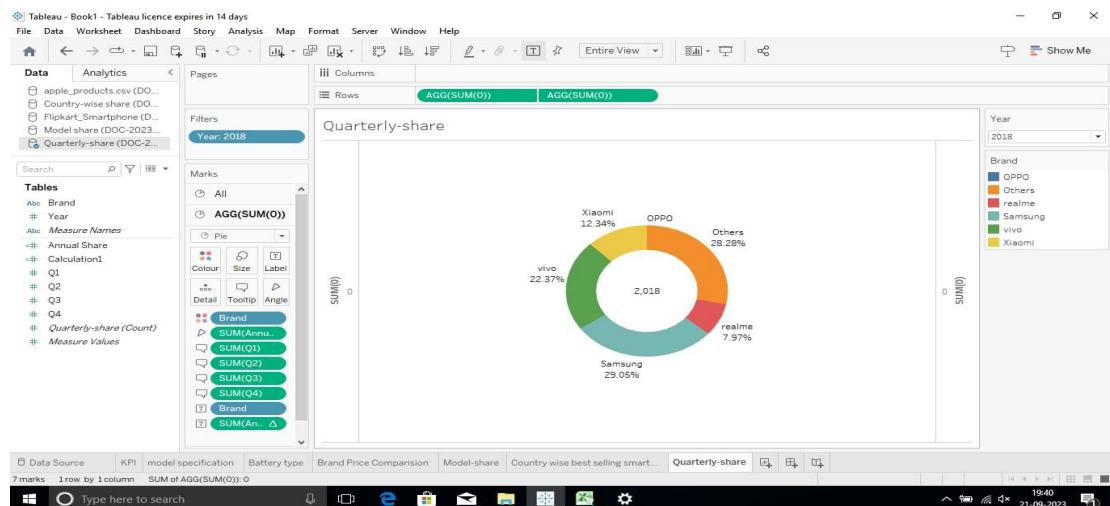 Tableau - Book1 - Tableau licence expires in 14 days
File Data Worksheet Dashboard Story Analysis Map Format Server Window Help
Entire View
Show Me
Data Analytics
apple_products.csv (DO...
Country-wise share (DO...
Flipkart_Smartphone (D...
Model share (DOC-2023...
Quarterly-share (DOC-2...
Search
Tables
Abc Brand
# Year
Abc Measure Names
=# Annual Share
=# Calculation1
# Q1
# Q2
# Q3
# Q4
# Quarterly-share (Count)
# Measure Values
Pages
Filters
Year: 2018
Marks
All
AGG(SUM(0))
Pie
Colour Size Label
Detail Tooltip Angle
Brand
SUM(Annu..
SUM(Q1)
SUM(Q2)
SUM(Q3)
SUM(Q4)
Brand
SUM(An..
Columns
Rows AGG(SUM(0)) AGG(SUM(0))
Quarterly-share
SUM(0)
0
Xiaomi
12.34%
OPPO
Others
28.28%
vivo
22.37%
2,018
realme
7.97%
Samsung
29.05%
0
SUM(0)
Year
2018
Brand
OPPO
Others
realme
Samsung
vivo
Xiaomi
Data Source KPI model specification Battery type Brand Price Comparision Model-share Country wise best selling smart... Quarterly-share
7 marks 1 row by 1 column SUM of AGG(SUM(0)): 0
Type here to search
19:40
21-09-2023